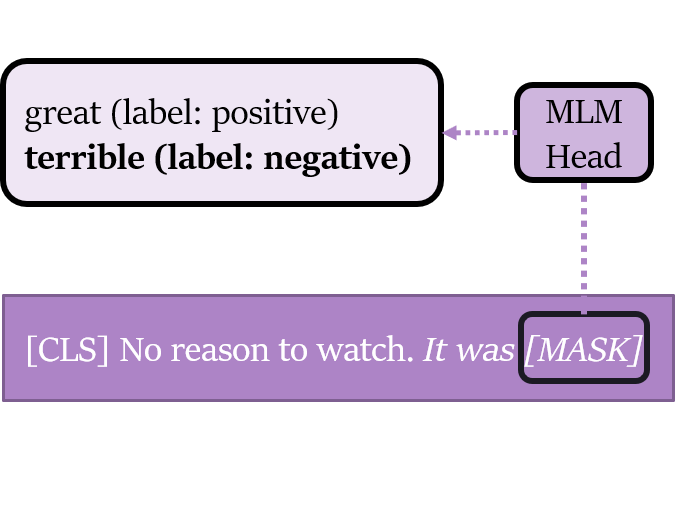 great (label: positive)
terrible (label: negative)
MLM
Head
[CLS] No reason to watch. It was [MASK]